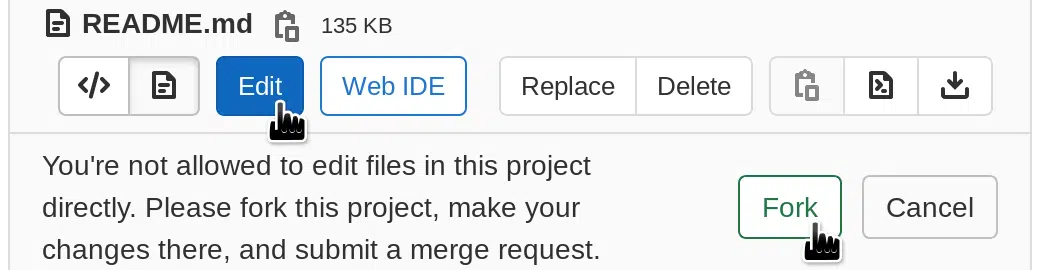 README.md 135 KB
</> Edit Web IDE Replace Delete
You're not allowed to edit files in this project
directly. Please fork this project, make your
changes there, and submit a merge request.
Fork Cancel